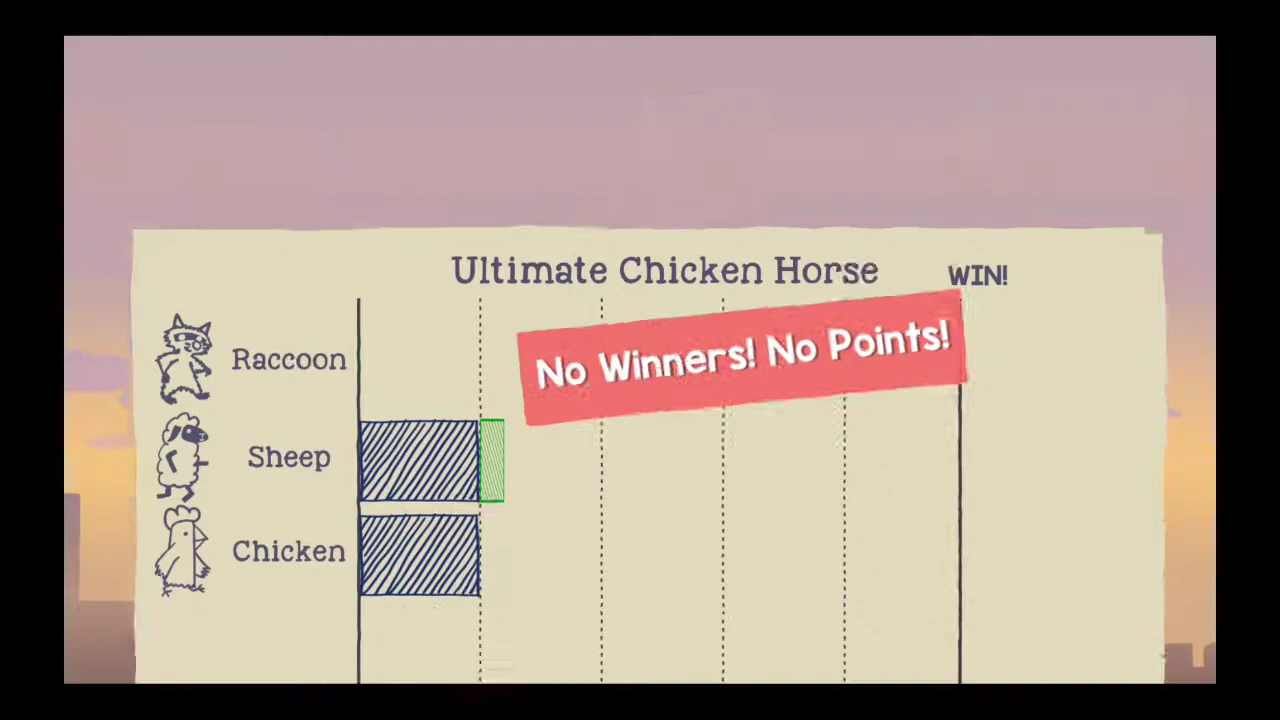 Ultimate Chicken Horse
WIN!
No Winners! No Points!
Raccoon
Sheep
Chicken